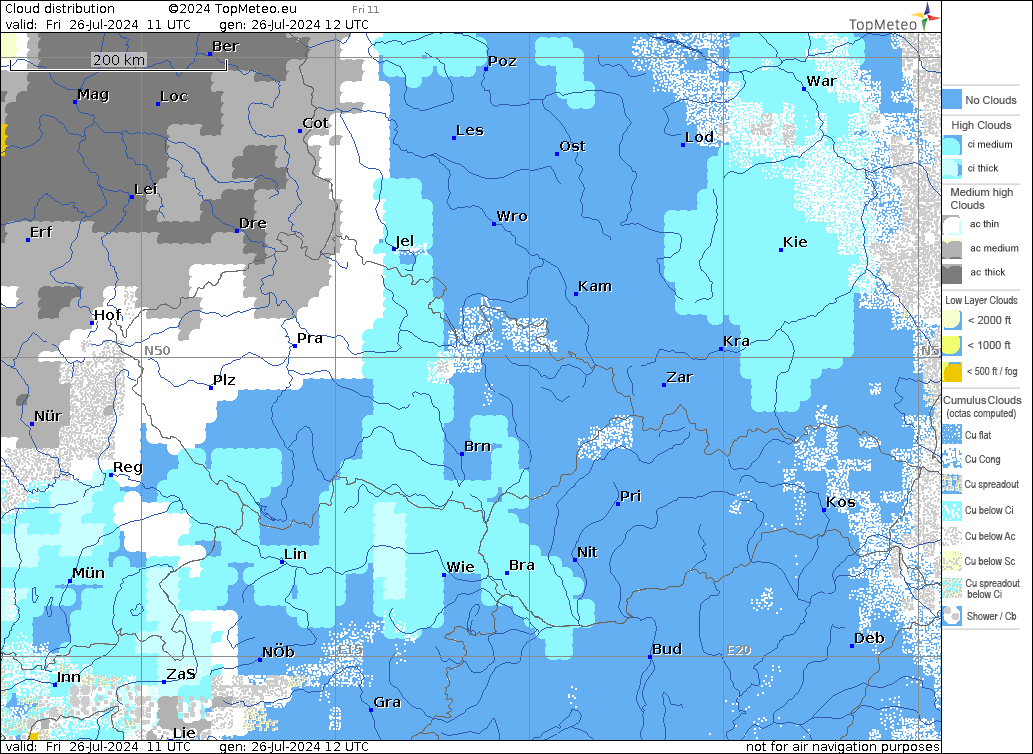 Cloud distribution ©2024 TopMeteo.eu Fri 11
valid: Fri 26-Jul-2024 11 UTC gen: 26-Jul-2024 12 UTC
TopMeteo
200 km
Ber
Poz
War
Mag
Loc
Cot
Les
Ost
Lod
Lei
Dre
Wro
Erf
Jel
Kie
Kam
Hof
Pra
Kra
N50
N5
Plz
Zar
Nür
Brn
Reg
Pri
Kos
Lin
Nit
Mün
Wie
Bra
Deb
NÖb
E15
Bud
E20
Inn
ZaS
Gra
Lie
No Clouds
High Clouds
ci medium
ci thick
Medium high
Clouds
ac thin
ac medium
ac thick
Low Layer Clouds
< 2000 ft
< 1000 ft
< 500 ft / fog
Cumulus Clouds
(octas computed)
Cu flat
Cu Cong
Cu spreadout
Cu below Ci
Cu below Ac
Cu below Sc
Cu spreadout
below Ci
Shower / Cb
valid: Fri 26-Jul-2024 11 UTC gen: 26-Jul-2024 12 UTC
not for air navigation purposes